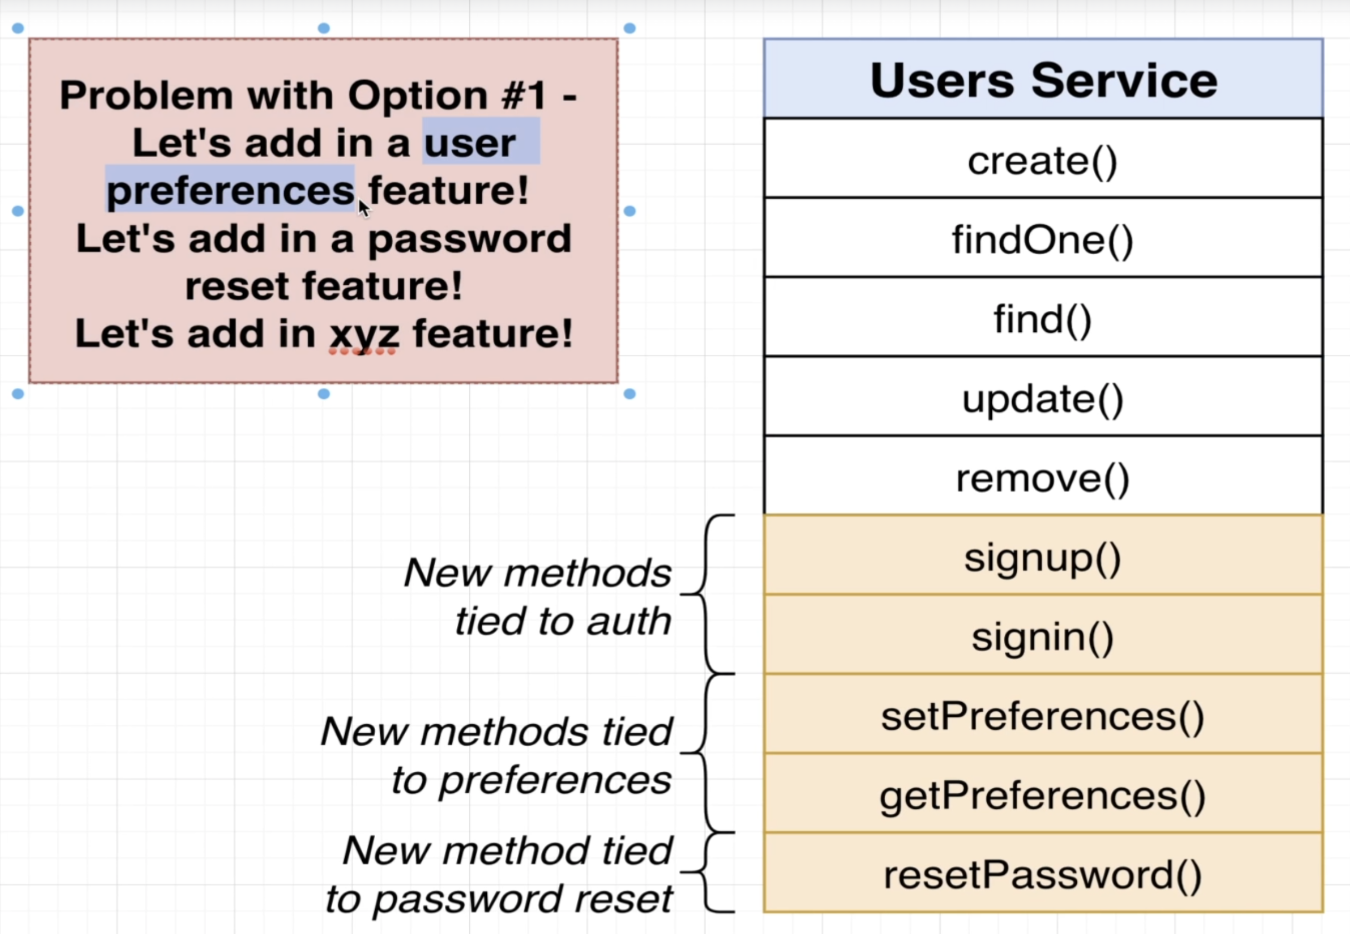 Problem with Option #1 -
Let's add in a user
preferences feature!
Let's add in a password
reset feature!
Let's add in xyz feature!
Users Service
create()
findOne()
find()
update()
remove()
signup()
signin()
setPreferences()
getPreferences()
resetPassword()
New methods
tied to auth
New methods tied
to preferences
New method tied
to password reset